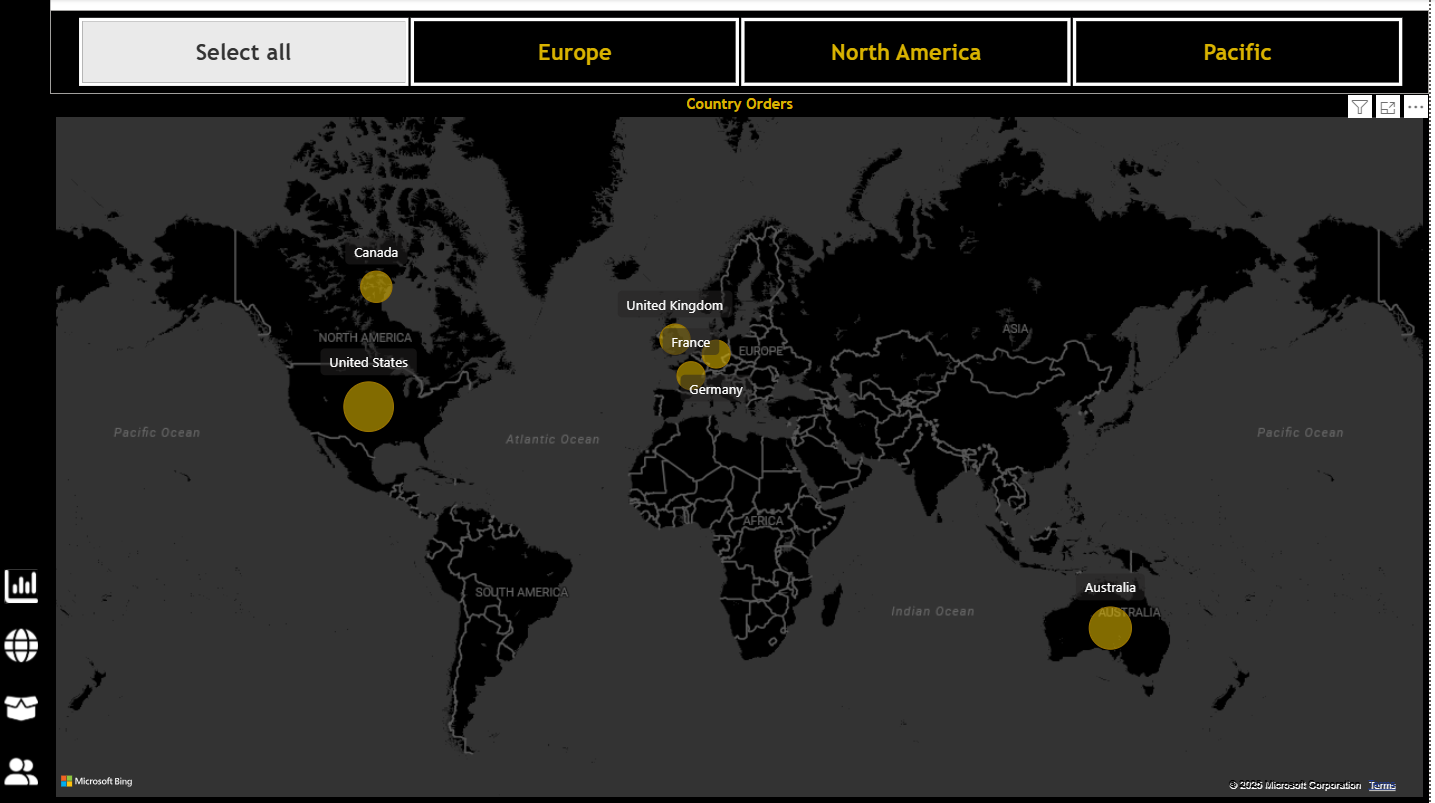 Select all
Europe
North America
Pacific
Country Orders
Canada
United Kingdom
ASIA
NORTH AMERICA
France
EUROPE
United States
Germany
Pacific Ocean
Atlantic Ocean
Pacific Ocean
AFRICA
Australia
SOUTH AMERICA
Indian Ocean
AUSTRALIA
Microsoft Bing
© 2025 Microsoft Corporation Terms